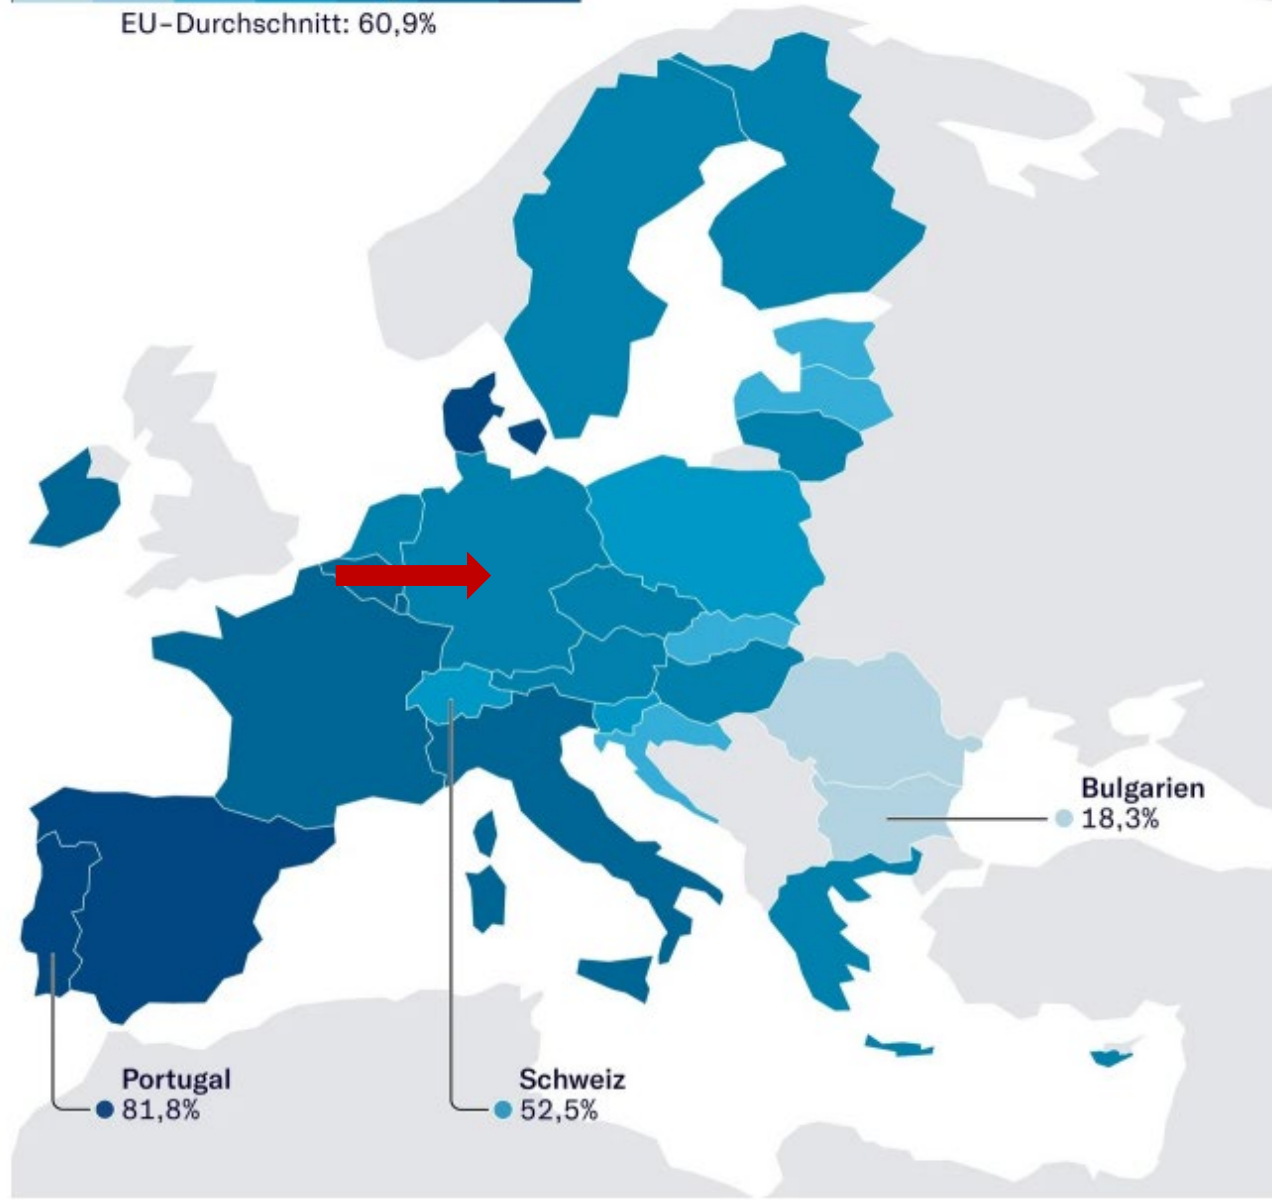 EU-Durchschnitt: 60,9%
Bulgarien
18,3%
Portugal
81,8%
Schweiz
52,5%